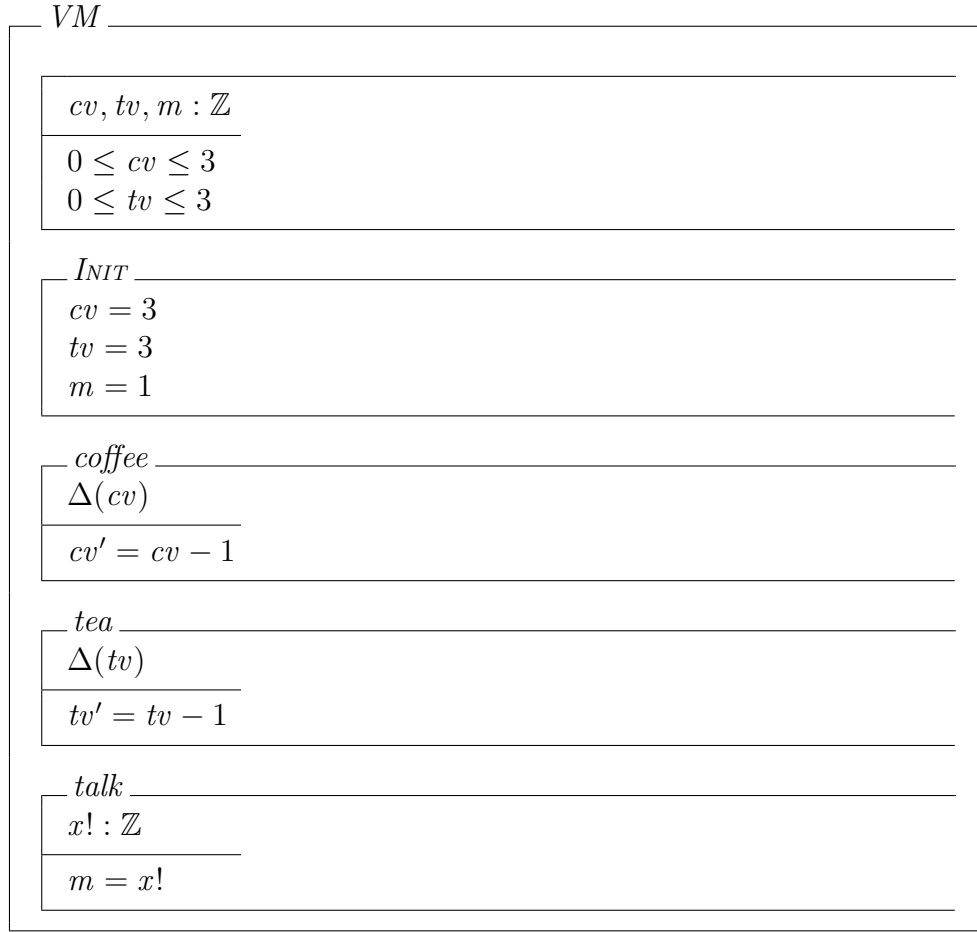 VM
cv, tv, m : ℤ
0 ≤ cv ≤ 3
0 ≤ tv ≤ 3
INIT
cv = 3
tv = 3
m = 1
coffee
Δ(cv)
cv′ = cv − 1
tea
Δ(tv)
tv′ = tv − 1
talk
x! : ℤ
m = x!